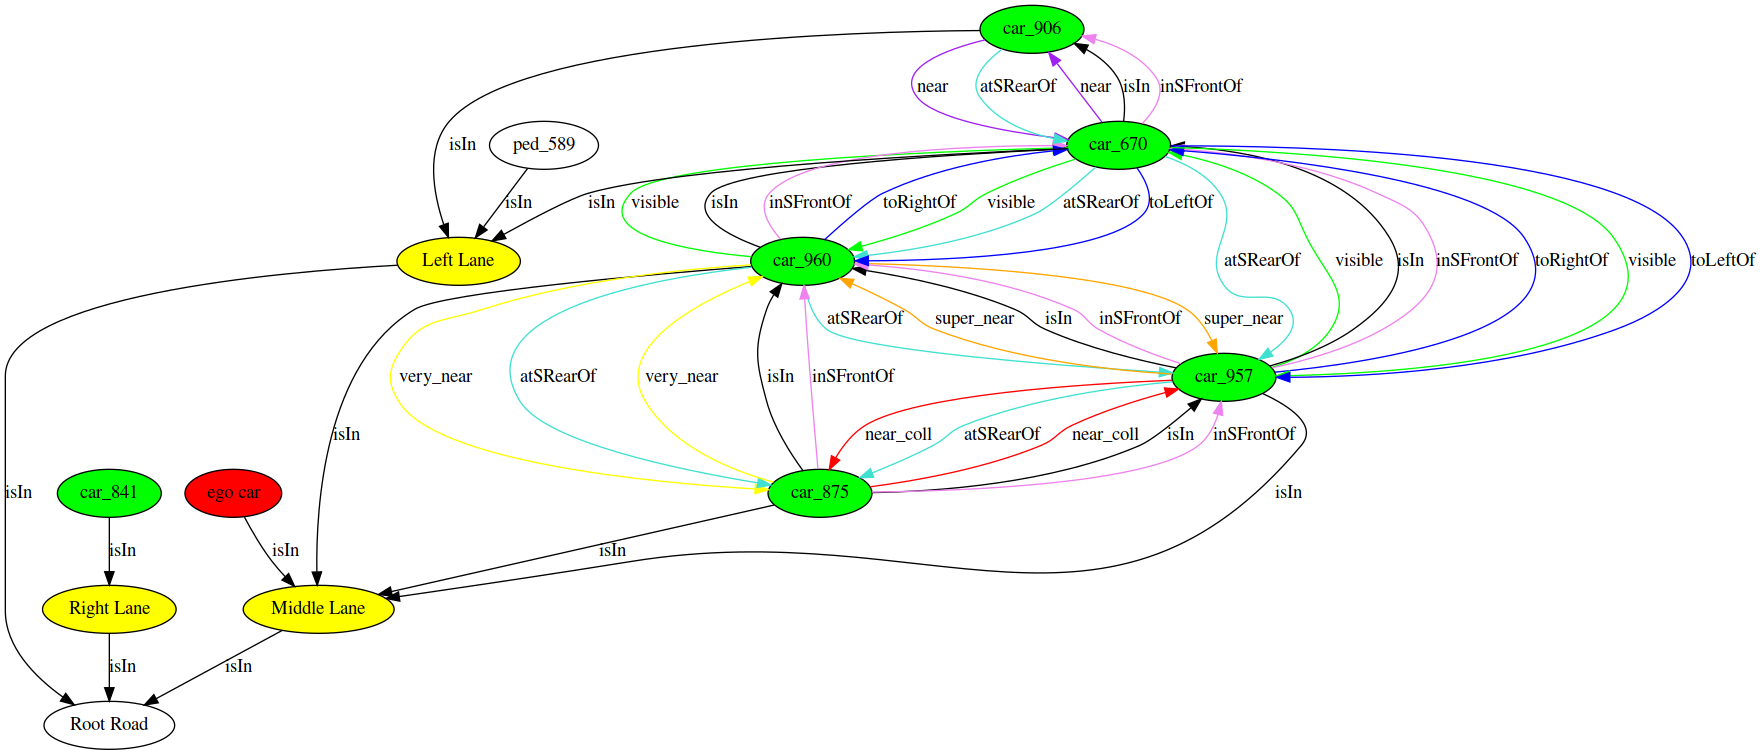 car_906
near
atSRearOf
near
isIn
inSFrontOf
isIn
ped_589
car_670
isIn
isIn
visible
isIn
inSFrontOf
toRightOf
visible
atSRearOf
toLeftOf
Left Lane
car_960
atSRearOf
visible
isIn
inSFrontOf
toRightOf
visible
toLeftOf
atSRearOf
super_near
isIn
inSFrontOf
super_near
very_near
atSRearOf
very_near
isIn
inSFrontOf
car_957
isIn
near_coll
atSRearOf
near_coll
isIn
inSFrontOf
isIn
car_841
ego car
car_875
isIn
isIn
isIn
isIn
Right Lane
Middle Lane
isIn
isIn
Root Road